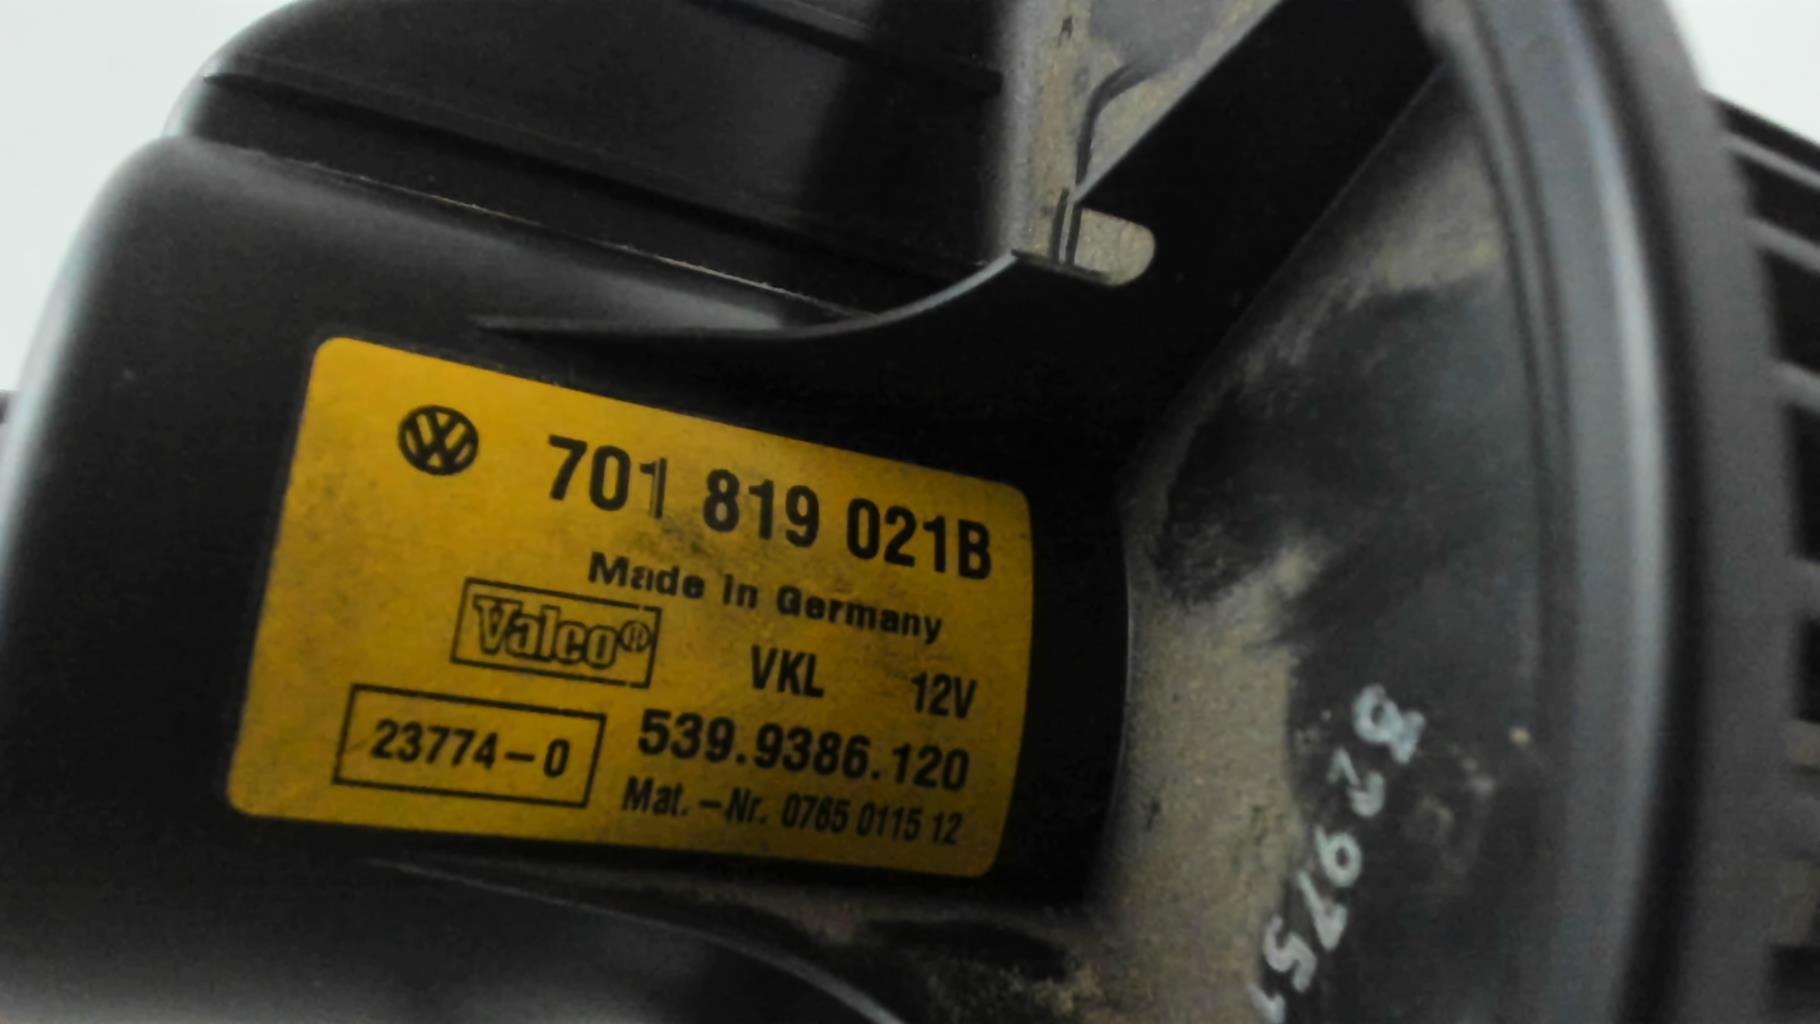 701 819 021B
Made in Germany
Valeo® VKL 12V
23774-0 539.9386.120
Mat.-Nr. 0765 0115 12
829751